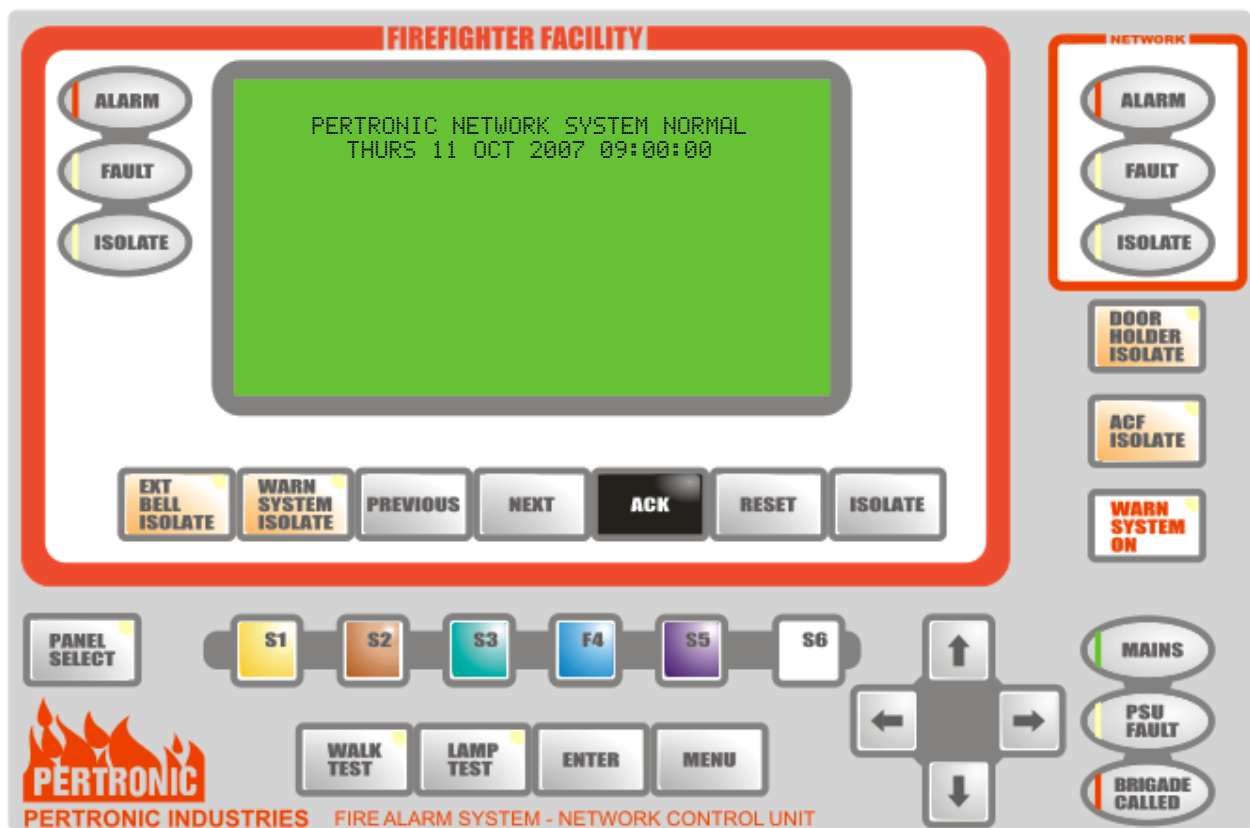 FIREFIGHTER FACILITY
ALARM
FAULT
ISOLATE
PERTRONIC NETWORK SYSTEM NORMAL
THURS 11 OCT 2007 09:00:00
NETWORK
ALARM
FAULT
ISOLATE
DOOR
HOLDER
ISOLATE
ACF
ISOLATE
WARN
SYSTEM
ON
EXT
BELL
ISOLATE
WARN
SYSTEM
ISOLATE
PREVIOUS
NEXT
ACK
RESET
ISOLATE
PANEL
SELECT
S1
S2
S3
F4
S5
S6
MAINS
PSU
FAULT
BRIGADE
CALLED
WALK
TEST
LAMP
TEST
ENTER
MENU
PERTRONIC
PERTRONIC INDUSTRIES
FIRE ALARM SYSTEM - NETWORK CONTROL UNIT